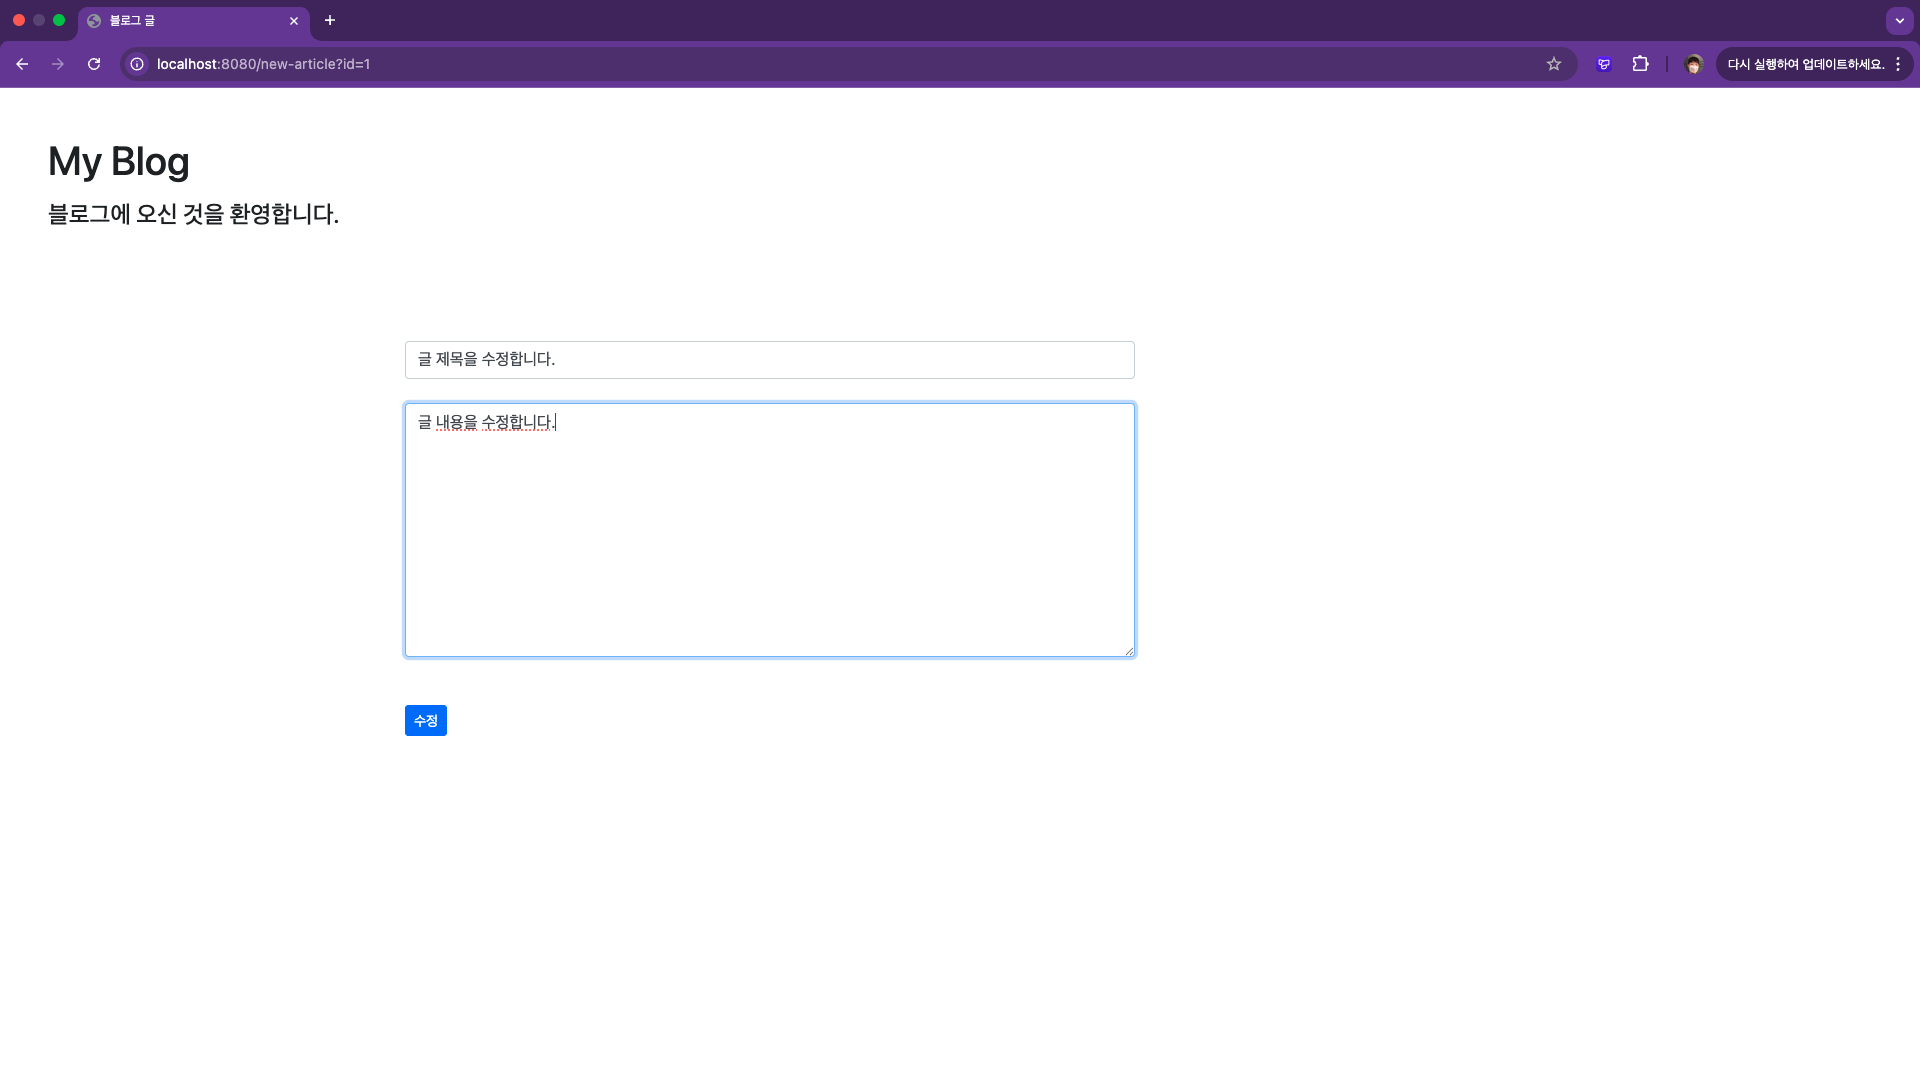 블로그 글
localhost:8080/new-article?id=1
다시 실행하여 업데이트하세요.
My Blog
블로그에 오신 것을 환영합니다.
글 제목을 수정합니다.
글 내용을 수정합니다.
수정